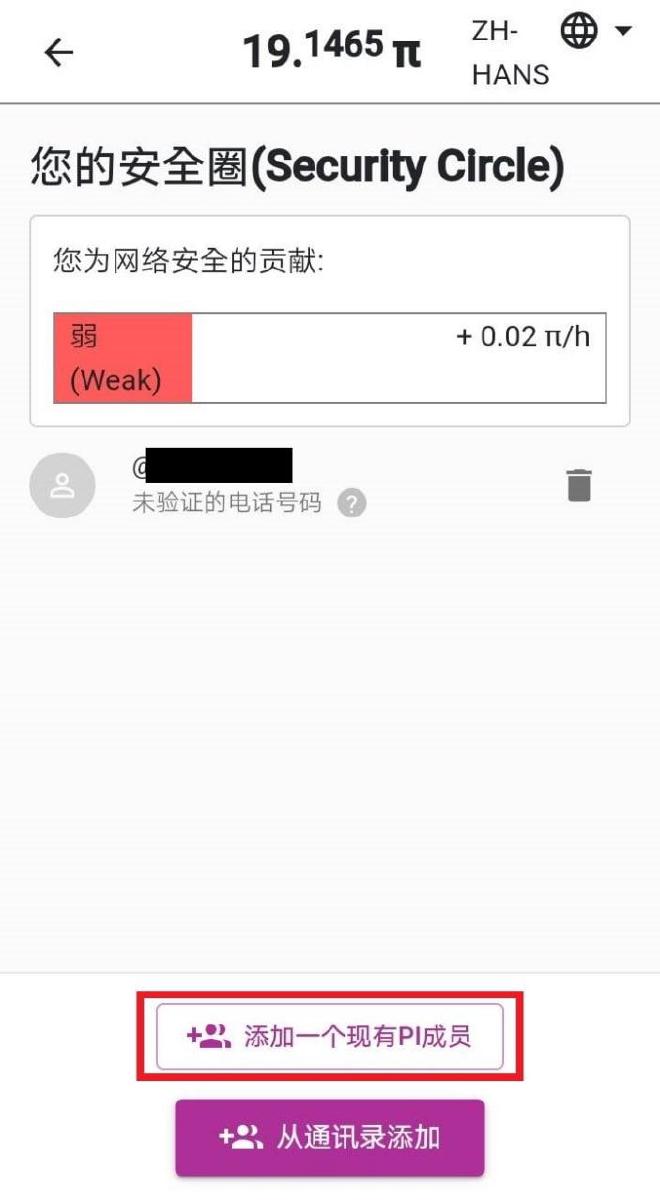 19.1465 π
ZH-
HANS
您的安全圈(Security Circle)
您为网络安全的贡献:
弱
(Weak)
+ 0.02 π/h
@
未验证的电话号码 ?
添加一个现有PI成员
从通讯录添加